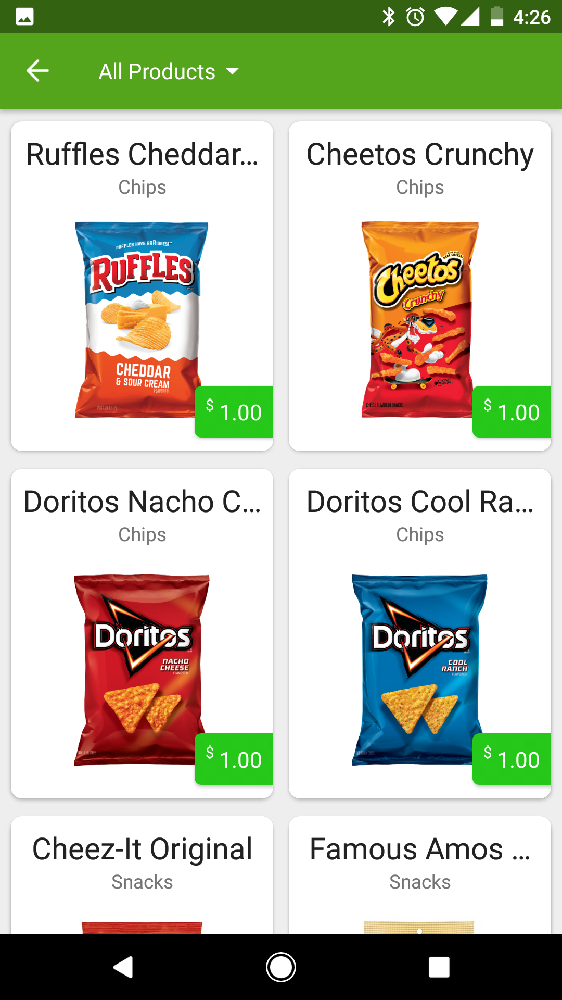 4:26
All Products
Ruffles Cheddar...
Chips
RUFFLES HAVE RRRIDGES!
RUFFLES
CHEDDAR
& SOUR CREAM
FLAVORED
POTATO CHIPS
$ 1.00
Cheetos Crunchy
Chips
MADE WITH
REAL CHEESE!
Cheetos
Crunchy
CHEESE FLAVORED SNACKS
$ 1.00
Doritos Nacho C...
Chips
Doritos
NACHO
CHEESE
FLAVORED
TORTILLA CHIPS
$ 1.00
Doritos Cool Ra...
Chips
Doritos
COOL
RANCH
FLAVORED
TORTILLA CHIPS
$ 1.00
Cheez-It Original
Snacks
Famous Amos ...
Snacks